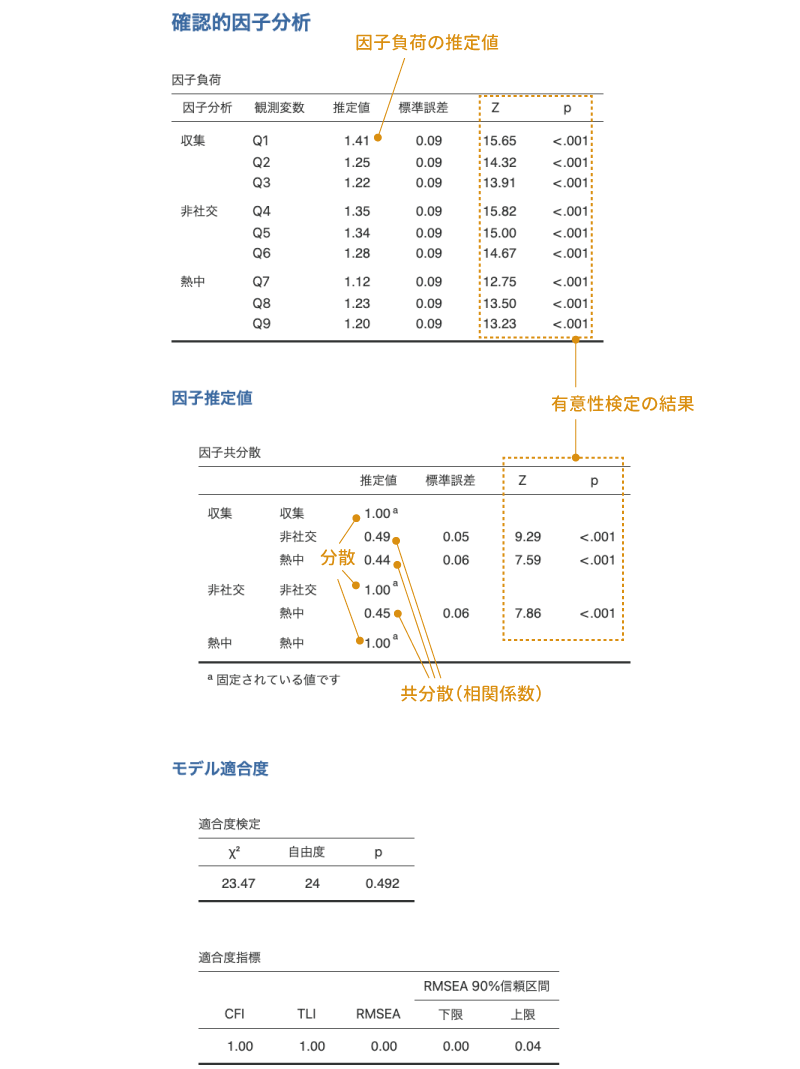 確認的因子分析
因子負荷の推定値
因子負荷
因子分析 観測変数 推定値 標準誤差 Z p
収集 Q1 1.41 0.09 15.65 <.001
Q2 1.25 0.09 14.32 <.001
Q3 1.22 0.09 13.91 <.001
非社交 Q4 1.35 0.09 15.82 <.001
Q5 1.34 0.09 15.00 <.001
Q6 1.28 0.09 14.67 <.001
熱中 Q7 1.12 0.09 12.75 <.001
Q8 1.23 0.09 13.50 <.001
Q9 1.20 0.09 13.23 <.001
因子推定値
有意性検定の結果
因子共分散
推定値 標準誤差 Z p
収集 収集 1.00 ª
非社交 0.49 0.05 9.29 <.001
分散
熱中 0.44 0.06 7.59 <.001
非社交 非社交 1.00 ª
熱中 0.45 0.06 7.86 <.001
熱中 熱中 1.00 ª
ª 固定されている値です
共分散(相関係数)
モデル適合度
適合度検定
χ² 自由度 p
23.47 24 0.492
適合度指標
RMSEA 90%信頼区間
CFI TLI RMSEA 下限 上限
1.00 1.00 0.00 0.00 0.04